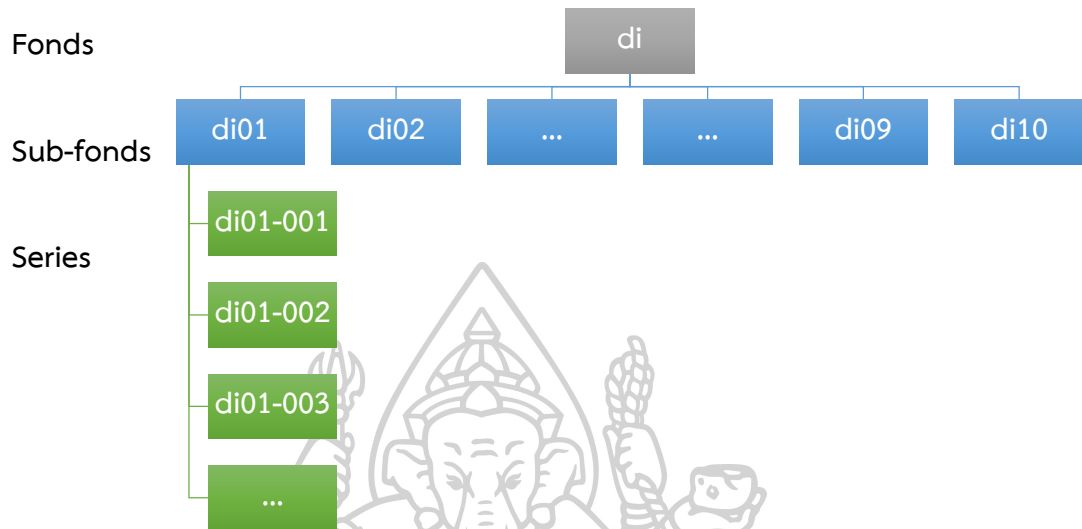 Fonds
di
Sub-fonds
di01
di02
...
...
di09
di10
Series
di01-001
di01-002
di01-003
...